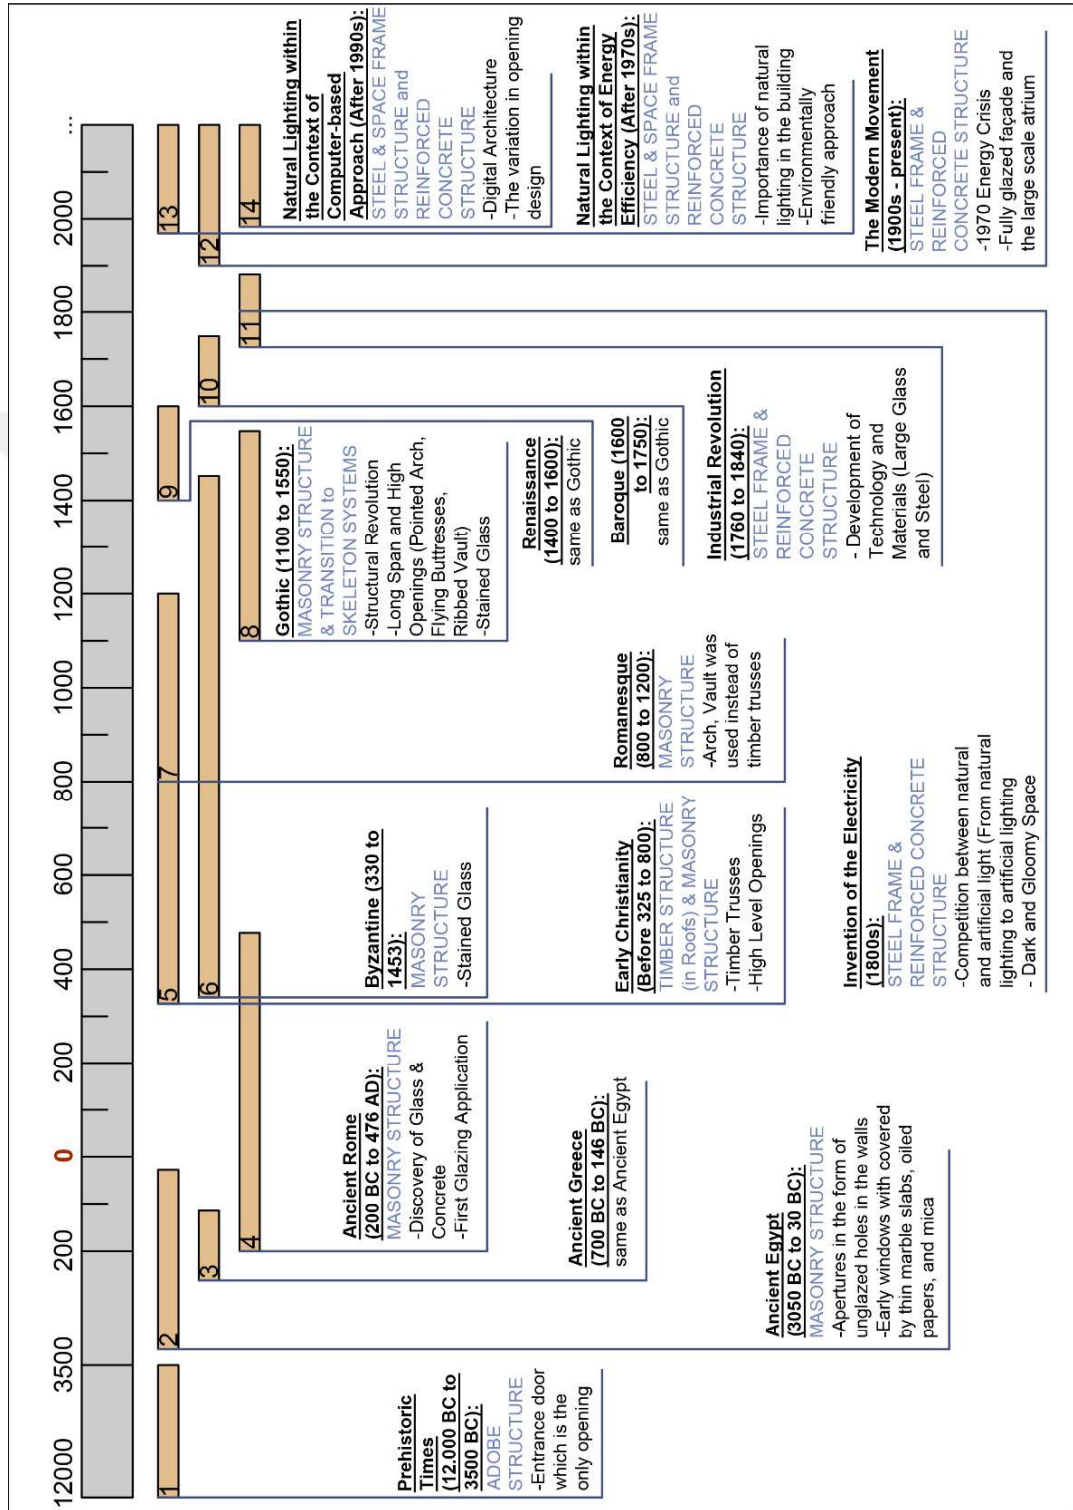 12000
3500
200
0
200
400
600
800
1000
1200
1400
1600
1800
2000
...
1
2
3
4
5
6
7
8
9
10
11
12
13
14
Prehistoric
Times
(12.000 BC to
3500 BC):
ADOBE
STRUCTURE
-Entrance door
which is the
only opening
Ancient Egypt
(3050 BC to 30 BC):
MASONRY STRUCTURE
-Apertures in the form of
unglazed holes in the walls
-Early windows with covered
by thin marble slabs, oiled
papers, and mica
Ancient Greece
(700 BC to 146 BC):
same as Ancient Egypt
Ancient Rome
(200 BC to 476 AD):
MASONRY STRUCTURE
-Discovery of Glass &
Concrete
-First Glazing Application
Early Christianity
(Before 325 to 800):
TIMBER STRUCTURE
(in Roofs) & MASONRY
STRUCTURE
-Timber Trusses
-High Level Openings
Byzantine (330 to
1453):
MASONRY
STRUCTURE
-Stained Glass
Romanesque
(800 to 1200):
MASONRY
STRUCTURE
-Arch, Vault was
used instead of
timber trusses
Gothic (1100 to 1550):
MASONRY STRUCTURE
& TRANSITION to
SKELETON SYSTEMS
-Structural Revolution
-Long Span and High
Openings (Pointed Arch,
Flying Buttresses,
Ribbed Vault)
-Stained Glass
Renaissance
(1400 to 1600):
same as Gothic
Baroque (1600
to 1750):
same as Gothic
Industrial Revolution
(1760 to 1840):
STEEL FRAME &
REINFORCED
CONCRETE
STRUCTURE
- Development of
Technology and
Materials (Large Glass
and Steel)
Invention of the Electricity
(1800s):
STEEL FRAME &
REINFORCED CONCRETE
STRUCTURE
-Competition between natural
and artificial light (From natural
lighting to artificial lighting
- Dark and Gloomy Space
The Modern Movement
(1900s - present):
STEEL FRAME &
REINFORCED
CONCRETE STRUCTURE
-1970 Energy Crisis
-Fully glazed façade and
the large scale atrium
Natural Lighting within
the Context of Energy
Efficiency (After 1970s):
STEEL & SPACE FRAME
STRUCTURE and
REINFORCED
CONCRETE
STRUCTURE
-Importance of natural
lighting in the building
-Environmentally
friendly approach
Natural Lighting within
the Context of
Computer-based
Approach (After 1990s):
STEEL & SPACE FRAME
STRUCTURE and
REINFORCED
CONCRETE
STRUCTURE
-Digital Architecture
-The variation in opening
design